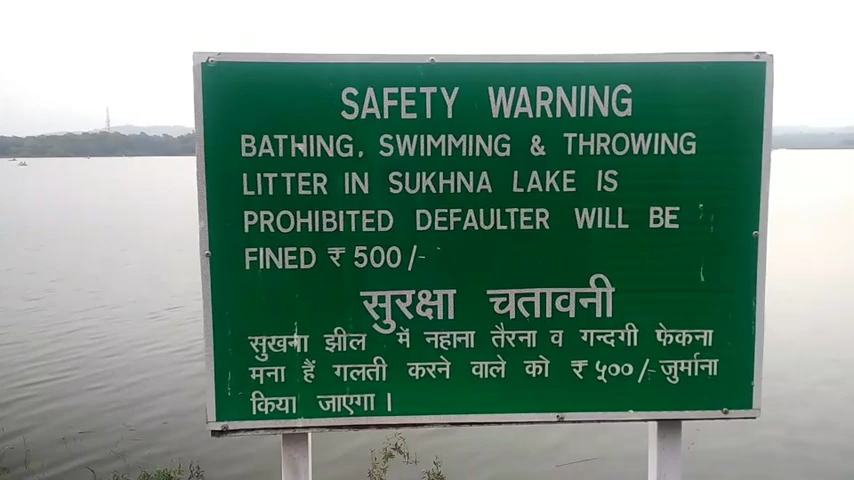 SAFETY WARNING
BATHING, SWIMMING & THROWING
LITTER IN SUKHNA LAKE IS
PROHIBITED DEFAULTER WILL BE
FINED ₹ 500/-
सुरक्षा चतावनी
सुखना झील में नहाना तैरना व गन्दगी फेकना
मना हैं गलती करने वाले को ₹ ५००/- जुर्माना
किया जाएगा।